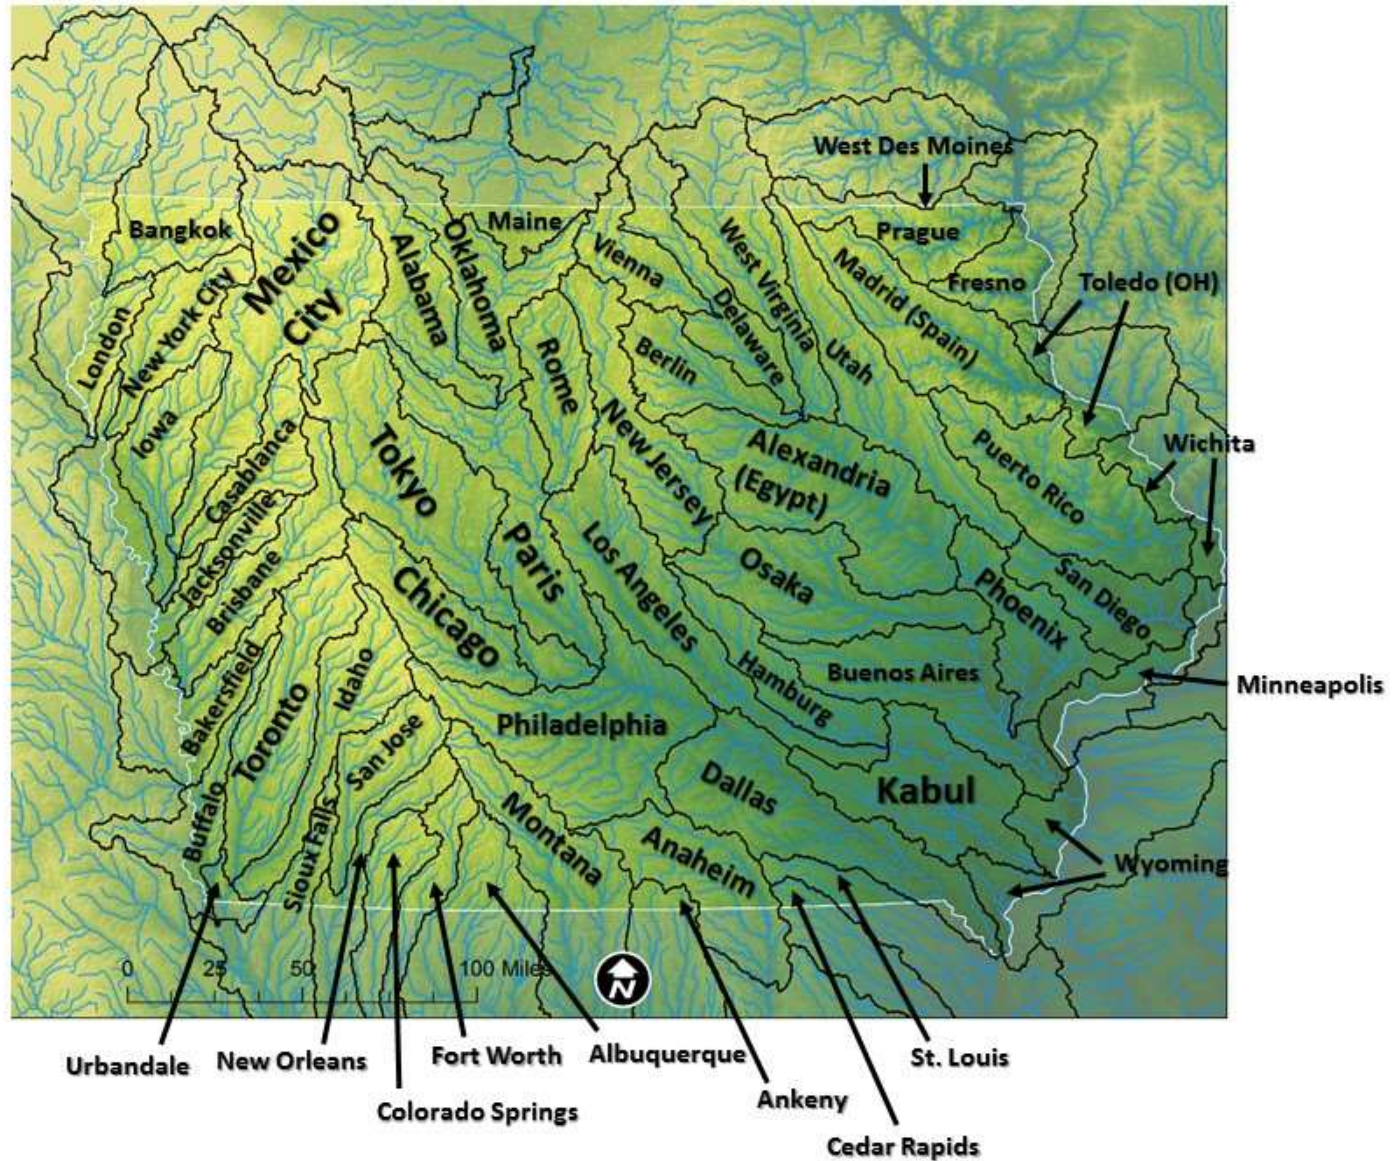 West Des Moines
Bangkok
Mexico
City
Alabama
Oklahoma
Maine
Vienna
West Virginia
Delaware
Prague
Madrid (Spain)
Fresno
Toledo (OH)
London
New York City
Iowa
Casablanca
Jacksonville
Brisbane
Rome
Berlin
Utah
Tokyo
New Jersey
Alexandria
(Egypt)
Puerto Rico
Wichita
Paris
Los Angeles
Osaka
Chicago
Phoenix
San Diego
Bakersfield
Toronto
Idaho
Hamburg
Buenos Aires
Minneapolis
San Jose
Philadelphia
Dallas
Kabul
Buffalo
Sioux Falls
Montana
Anaheim
Wyoming
0 25 50 100 Miles
N
Urbandale
New Orleans
Colorado Springs
Fort Worth
Albuquerque
Ankeny
St. Louis
Cedar Rapids